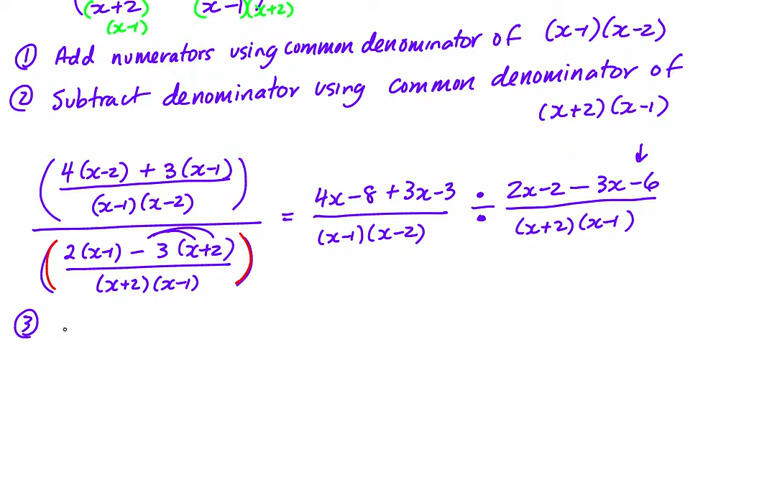 (x+2) (x-1)(x+2)
(x-1)
① Add numerators using common denominator of (x-1)(x-2)
② Subtract denominator using common denominator of
(x+2)(x-1)
↓
(4(x-2) + 3(x-1) / (x-1)(x-2)) / (2(x-1) - 3(x+2) / (x+2)(x-1)) = 4x-8+3x-3 / (x-1)(x-2) ÷ 2x-2-3x-6 / (x+2)(x-1)
③